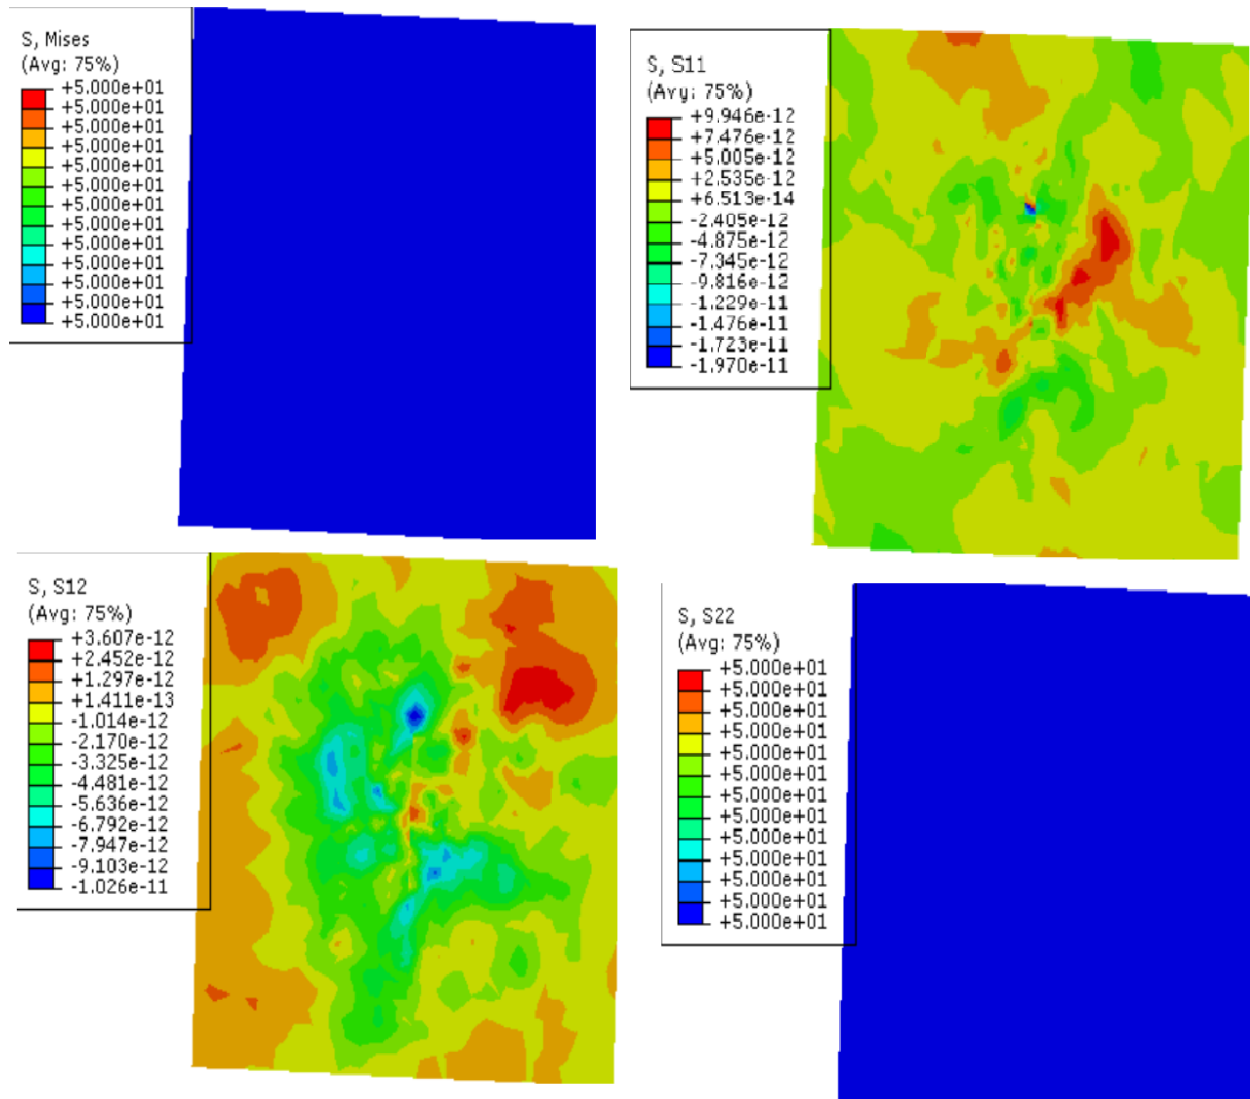 S, Mises
(Avg: 75%)
+5.000e+01
+5.000e+01
+5.000e+01
+5.000e+01
+5.000e+01
+5.000e+01
+5.000e+01
+5.000e+01
+5.000e+01
+5.000e+01
+5.000e+01
+5.000e+01
+5.000e+01
S, S11
(Avg: 75%)
+9.946e-12
+7.476e-12
+5.005e-12
+2.535e-12
+6.513e-14
-2.405e-12
-4.875e-12
-7.345e-12
-9.816e-12
-1.229e-11
-1.476e-11
-1.723e-11
-1.970e-11
S, S12
(Avg: 75%)
+3.607e-12
+2.452e-12
+1.297e-12
+1.411e-13
-1.014e-12
-2.170e-12
-3.325e-12
-4.481e-12
-5.636e-12
-6.792e-12
-7.947e-12
-9.103e-12
-1.026e-11
S, S22
(Avg: 75%)
+5.000e+01
+5.000e+01
+5.000e+01
+5.000e+01
+5.000e+01
+5.000e+01
+5.000e+01
+5.000e+01
+5.000e+01
+5.000e+01
+5.000e+01
+5.000e+01
+5.000e+01